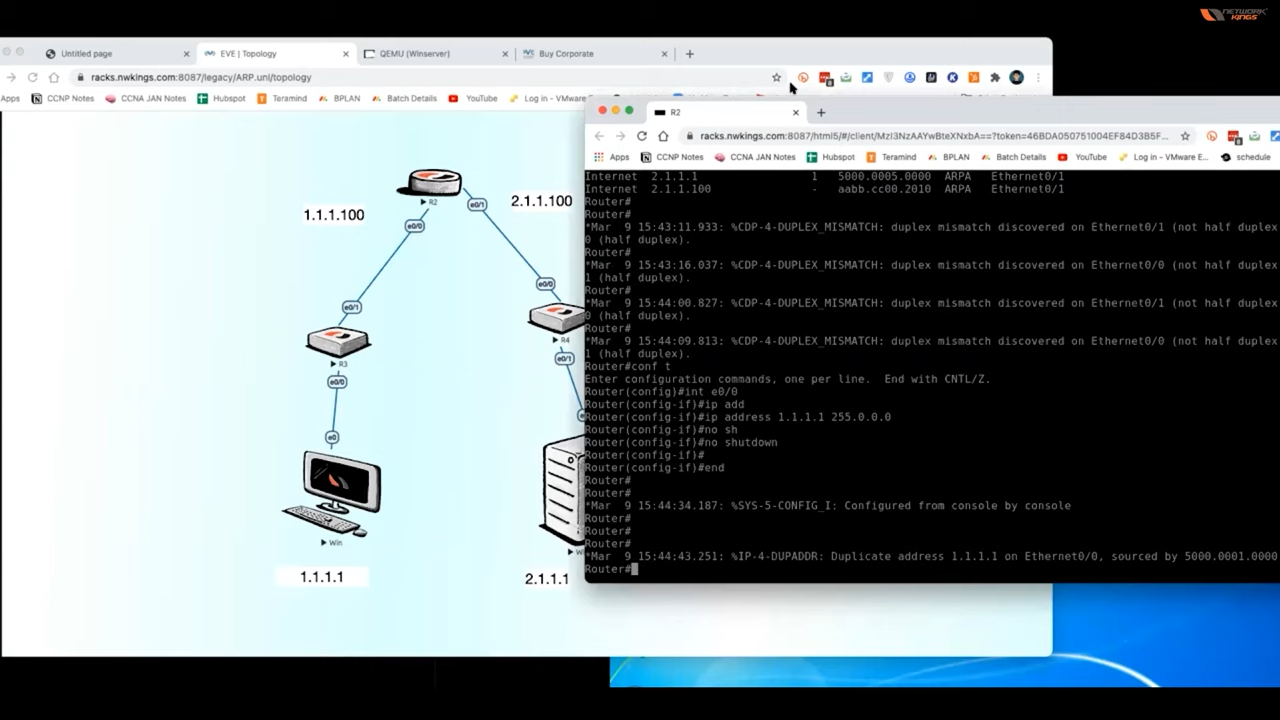 NETWORK
KINGS
Untitled page
EVE | Topology
QEMU (Winserver)
Buy Corporate
racks.nwkings.com:8087/legacy/ARP.unl/topology
Apps
CCNP Notes
CCNA JAN Notes
Hubspot
Teramind
BPLAN
Batch Details
YouTube
Log in - VMware
R2
racks.nwkings.com:8087/html5/#/client/MzI3NzAAYwBteXNxbA==?token=46BDA050751004EF84D3B5F...
Apps
CCNP Notes
CCNA JAN Notes
Hubspot
Teramind
BPLAN
Batch Details
YouTube
Log in - VMware E...
schedule
1.1.1.100
R2
e0/1
2.1.1.100
e0/0
e0/0
e0/1
R3
R4
e0/0
e0/1
e0
Win
1.1.1.1
2.1.1.1
Internet 2.1.1.1 1 5000.0005.0000 ARPA Ethernet0/1
Internet 2.1.1.100 - aabb.cc00.2010 ARPA Ethernet0/1
Router#
Router#
*Mar 9 15:43:11.933: %CDP-4-DUPLEX_MISMATCH: duplex mismatch discovered on Ethernet0/1 (not half duplex
0 (half duplex).
Router#
*Mar 9 15:43:16.037: %CDP-4-DUPLEX_MISMATCH: duplex mismatch discovered on Ethernet0/0 (not half duplex
1 (half duplex).
Router#
*Mar 9 15:44:00.827: %CDP-4-DUPLEX_MISMATCH: duplex mismatch discovered on Ethernet0/1 (not half duplex
0 (half duplex).
Router#
*Mar 9 15:44:09.813: %CDP-4-DUPLEX_MISMATCH: duplex mismatch discovered on Ethernet0/0 (not half duplex
1 (half duplex).
Router#conf t
Enter configuration commands, one per line. End with CNTL/Z.
Router(config)#int e0/0
Router(config-if)#ip add
Router(config-if)#ip address 1.1.1.1 255.0.0.0
Router(config-if)#no sh
Router(config-if)#no shutdown
Router(config-if)#
Router(config-if)#end
Router#
Router#
*Mar 9 15:44:34.187: %SYS-5-CONFIG_I: Configured from console by console
Router#
Router#
Router#
*Mar 9 15:44:43.251: %IP-4-DUPADDR: Duplicate address 1.1.1.1 on Ethernet0/0, sourced by 5000.0001.0000
Router#